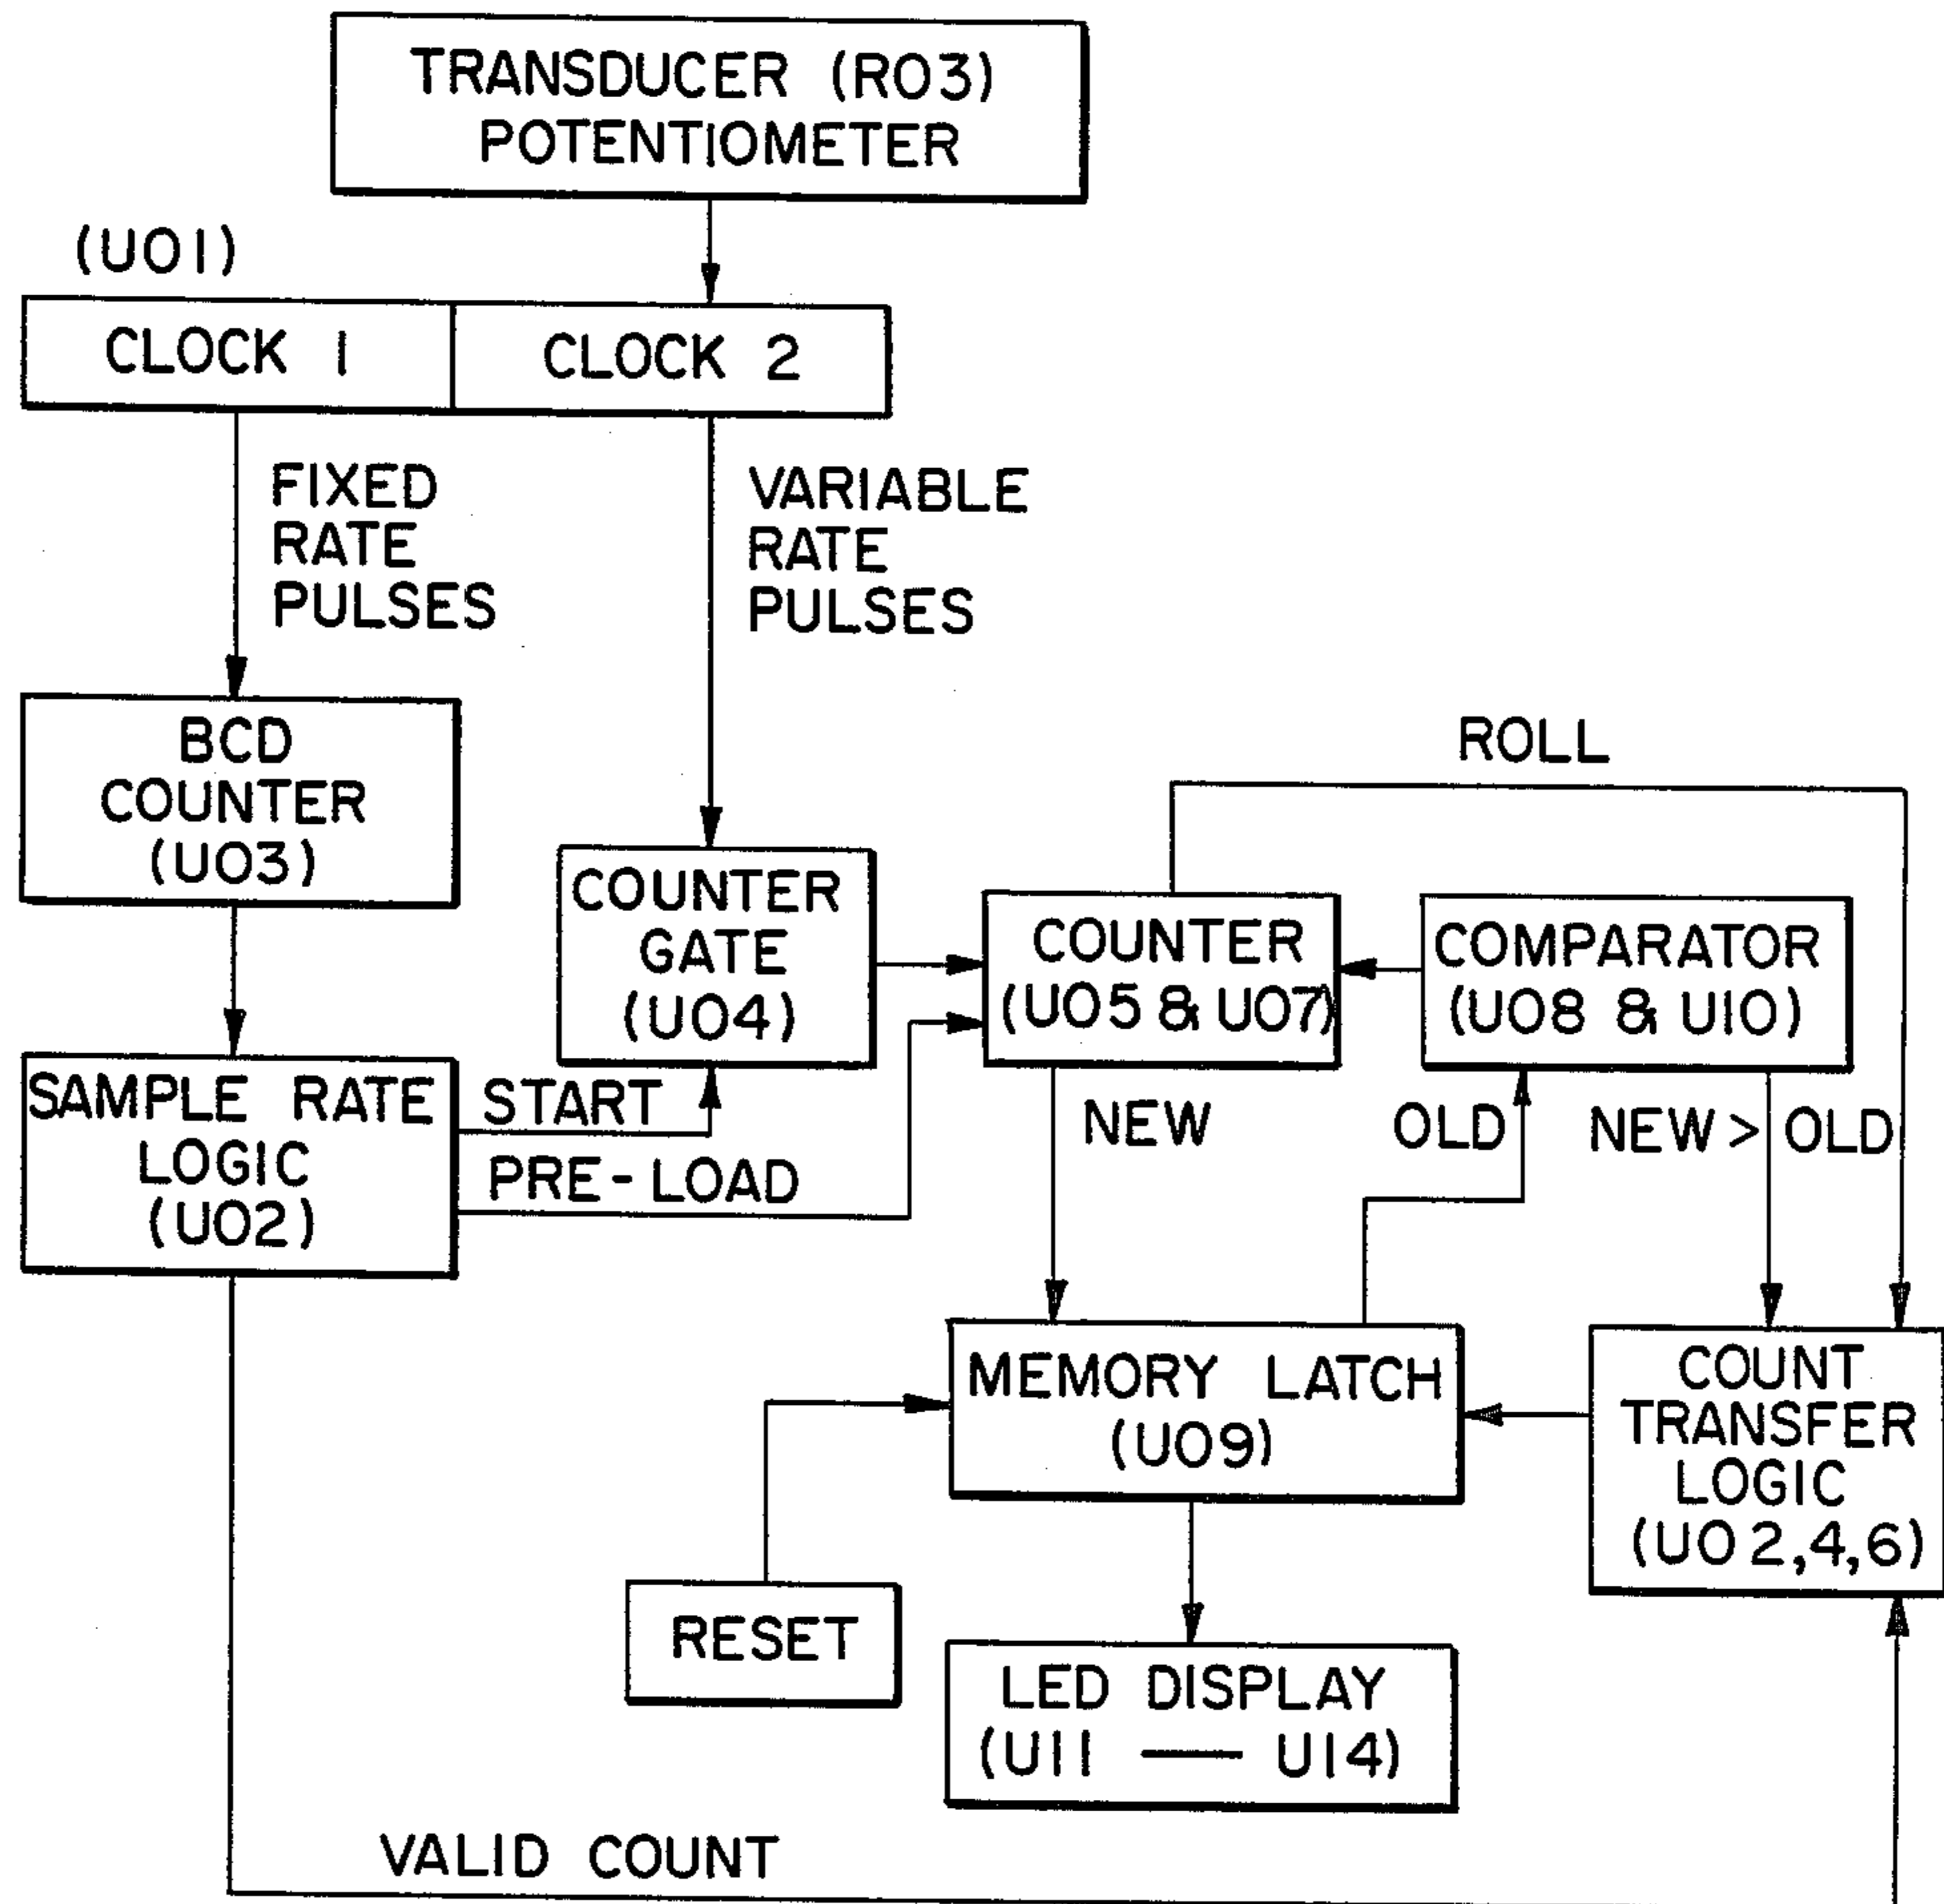 TRANSDUCER (R03)
POTENTIOMETER
(U01)
CLOCK 1
CLOCK 2
FIXED
RATE
PULSES
VARIABLE
RATE
PULSES
BCD
COUNTER
(U03)
ROLL
COUNTER
GATE
(U04)
COUNTER
(U05 & U07)
COMPARATOR
(U08 & U10)
SAMPLE RATE
LOGIC
(U02)
START
PRE-LOAD
NEW
OLD
NEW > OLD
MEMORY LATCH
(U09)
COUNT
TRANSFER
LOGIC
(U0 2,4,6)
RESET
LED DISPLAY
(U11 — U14)
VALID COUNT